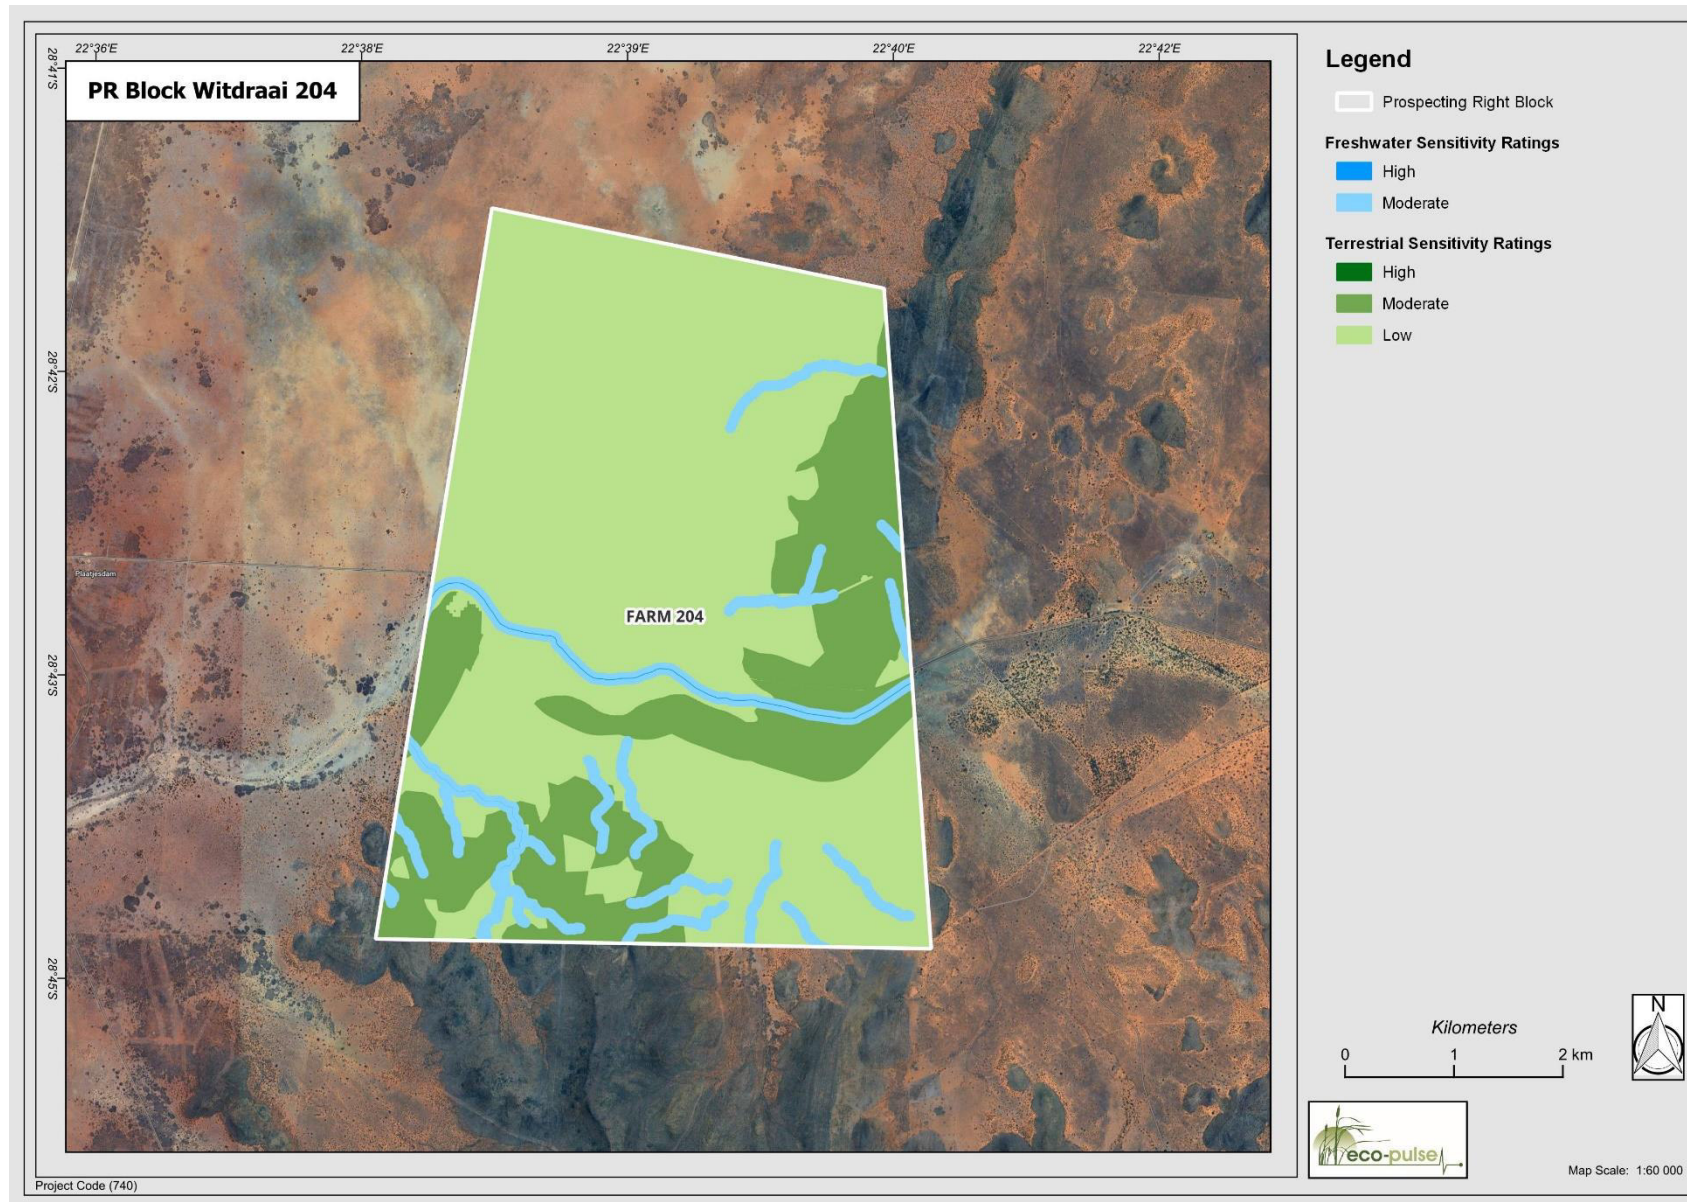 22°36'E 22°38'E 22°39'E 22°40'E 22°42'E
28°41'S
PR Block Witdraai 204
28°42'S
Plaatjesdam
FARM 204
28°43'S
28°45'S
Legend
Prospecting Right Block
Freshwater Sensitivity Ratings
High
Moderate
Terrestrial Sensitivity Ratings
High
Moderate
Low
N
Kilometers
0 1 2 km
eco-pulse
Map Scale: 1:60 000
Project Code (740)